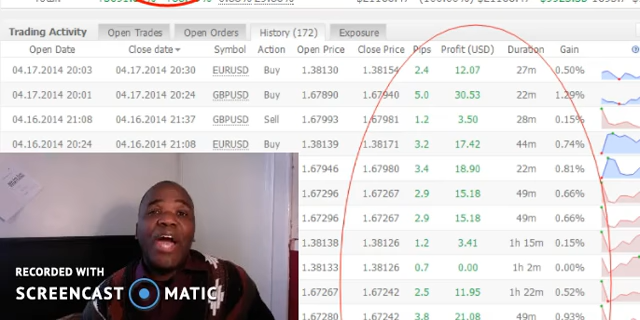 Trading Activity Open Trades Open Orders History (172) Exposure
Open Date Close date Symbol Action Open Price Close Price Pips Profit (USD) Duration Gain
04.17.2014 20:03 04.17.2014 20:30 EURUSD Buy 1.38130 1.38154 2.4 12.07 27m 0.50%
04.17.2014 20:01 04.17.2014 20:24 GBPUSD Buy 1.67890 1.67940 5.0 30.53 22m 1.29%
04.16.2014 21:08 04.16.2014 21:37 GBPUSD Sell 1.67993 1.67981 1.2 3.50 28m 0.15%
04.16.2014 20:24 04.16.2014 21:08 EURUSD Buy 1.38139 1.38171 3.2 17.42 44m 0.74%
1.67946 1.67980 3.4 18.90 22m 0.81%
1.67296 1.67267 2.9 15.18 49m 0.66%
1.67296 1.67267 2.9 15.18 49m 0.66%
1.38138 1.38126 1.2 3.41 1h 15m 0.15%
1.38133 1.38126 0.7 0.00 1h 2m 0.00%
1.67267 1.67242 2.5 11.95 1h 22m 0.52%
1.67280 1.67242 3.8 21.08 49m 0.93%
RECORDED WITH
SCREENCAST MATIC